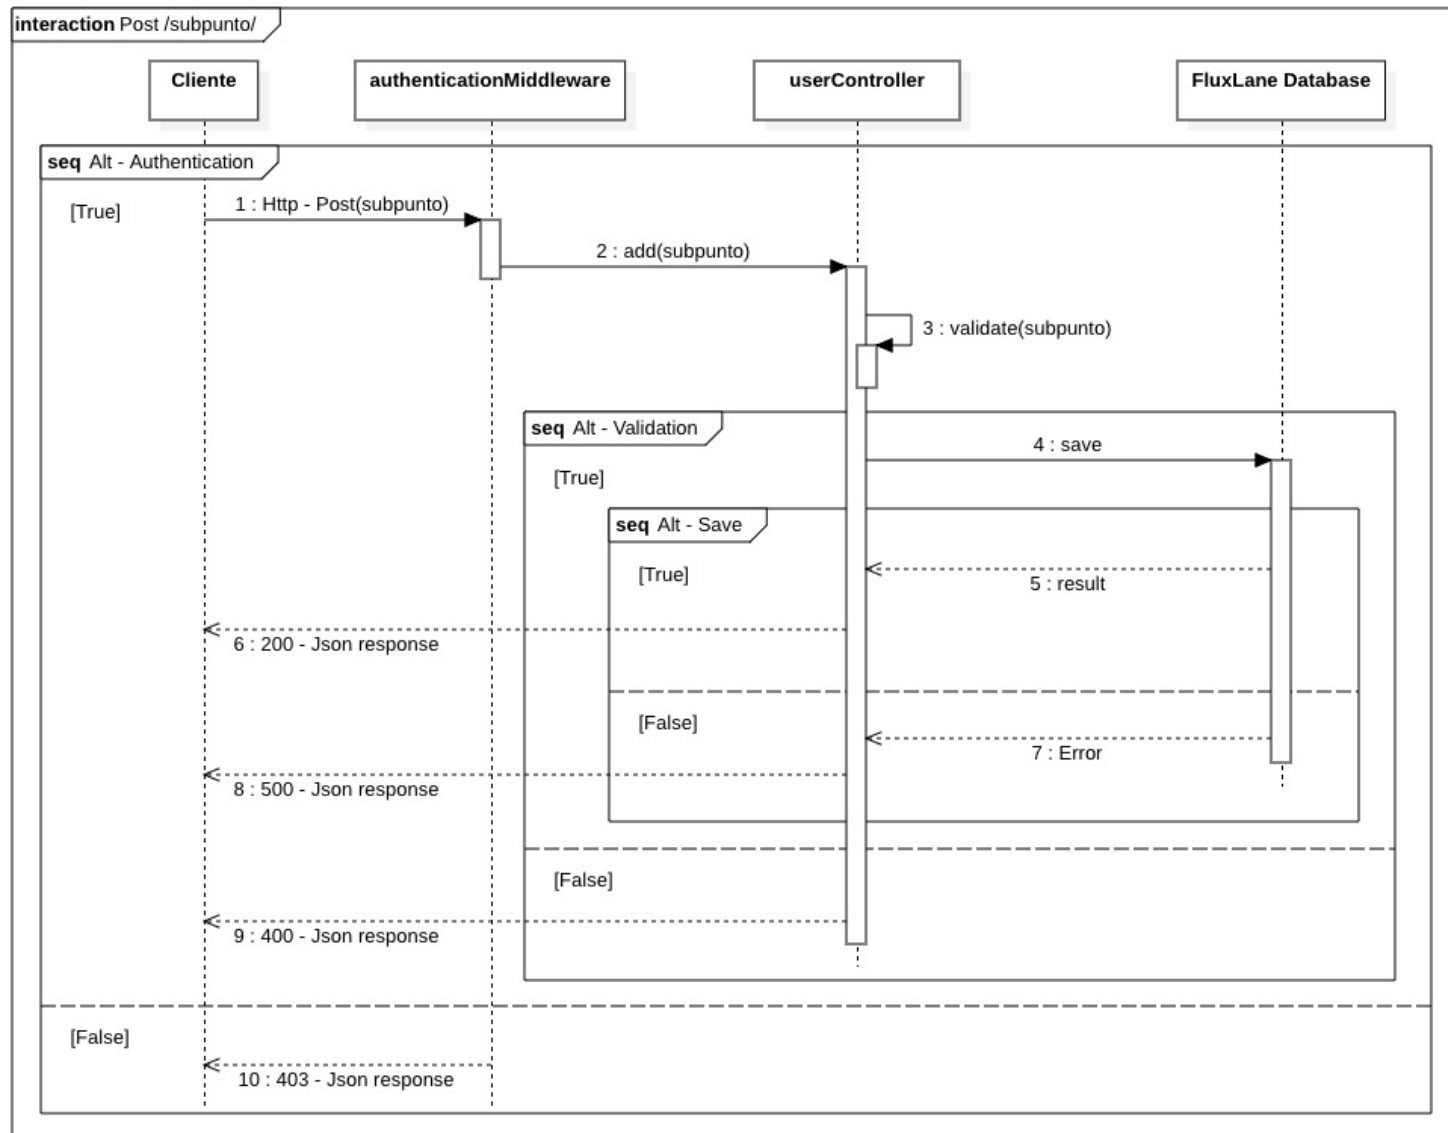 interaction Post /subpunto/
Cliente
authenticationMiddleware
userController
FluxLane Database
seq Alt - Authentication
[True]
1 : Http - Post(subpunto)
2 : add(subpunto)
3 : validate(subpunto)
seq Alt - Validation
[True]
4 : save
seq Alt - Save
[True]
5 : result
6 : 200 - Json response
[False]
7 : Error
8 : 500 - Json response
[False]
9 : 400 - Json response
[False]
10 : 403 - Json response